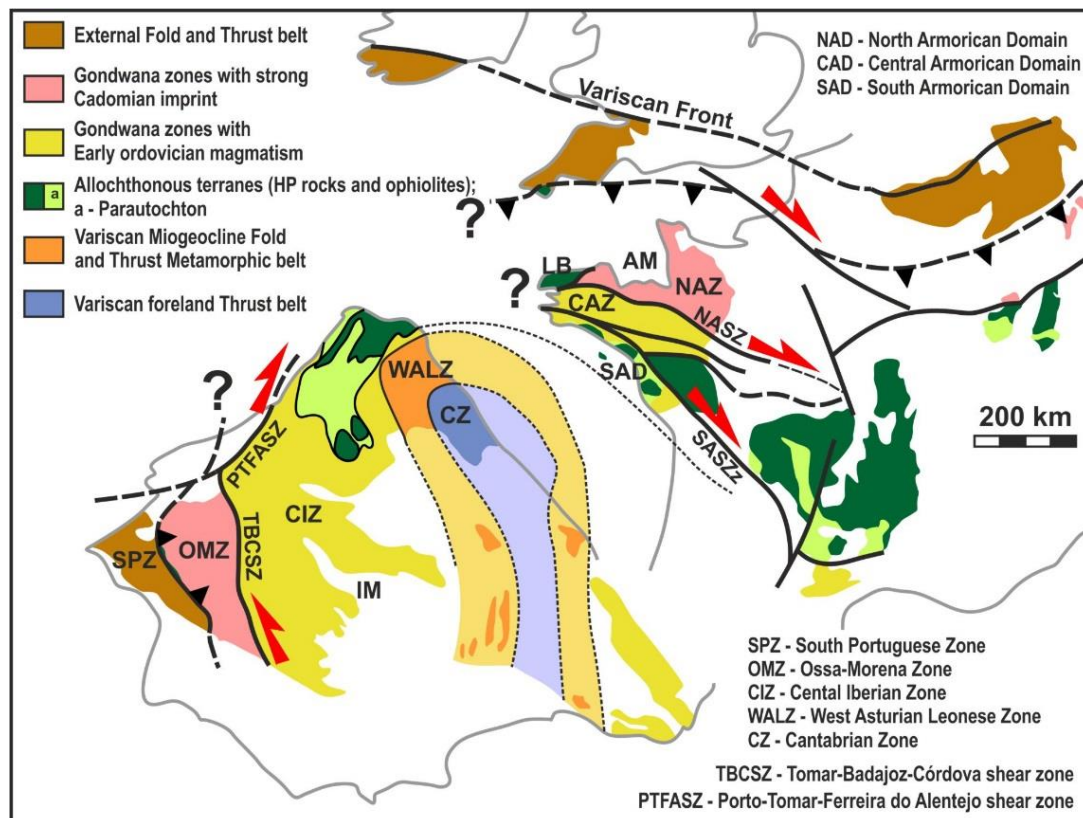 External Fold and Thrust belt
Gondwana zones with strong
Cadomian imprint
Gondwana zones with
Early ordovician magmatism
a
Allochthonous terranes (HP rocks and ophiolites);
a - Parautochton
Variscan Miogeocline Fold
and Thrust Metamorphic belt
Variscan foreland Thrust belt
NAD - North Armorican Domain
CAD - Central Armorican Domain
SAD - South Armorican Domain
Variscan Front
?
?
LB
AM
NAZ
CAZ
NASZ
SAD
SASZz
200 km
?
WALZ
CZ
PTFASZ
CIZ
TBCSZ
SPZ
OMZ
IM
SPZ - South Portuguese Zone
OMZ - Ossa-Morena Zone
CIZ - Cental Iberian Zone
WALZ - West Asturian Leonese Zone
CZ - Cantabrian Zone
TBCSZ - Tomar-Badajoz-Córdova shear zone
PTFASZ - Porto-Tomar-Ferreira do Alentejo shear zone